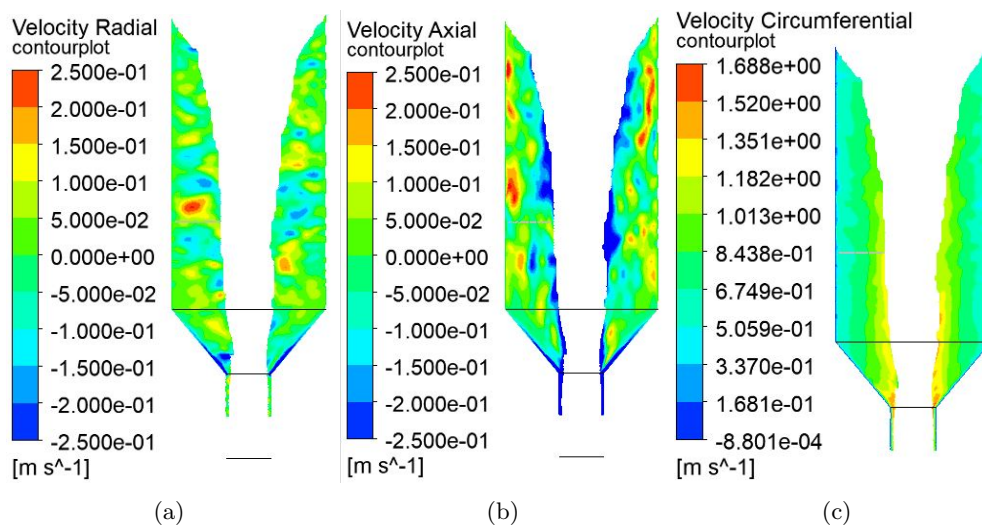 Velocity Radial
contourplot
2.500e-01
2.000e-01
1.500e-01
1.000e-01
5.000e-02
0.000e+00
-5.000e-02
-1.000e-01
-1.500e-01
-2.000e-01
-2.500e-01
[m s^-1]
(a)
Velocity Axial
contourplot
2.500e-01
2.000e-01
1.500e-01
1.000e-01
5.000e-02
0.000e+00
-5.000e-02
-1.000e-01
-1.500e-01
-2.000e-01
-2.500e-01
[m s^-1]
(b)
Velocity Circumferential
contourplot
1.688e+00
1.520e+00
1.351e+00
1.182e+00
1.013e+00
8.438e-01
6.749e-01
5.059e-01
3.370e-01
1.681e-01
-8.801e-04
[m s^-1]
(c)